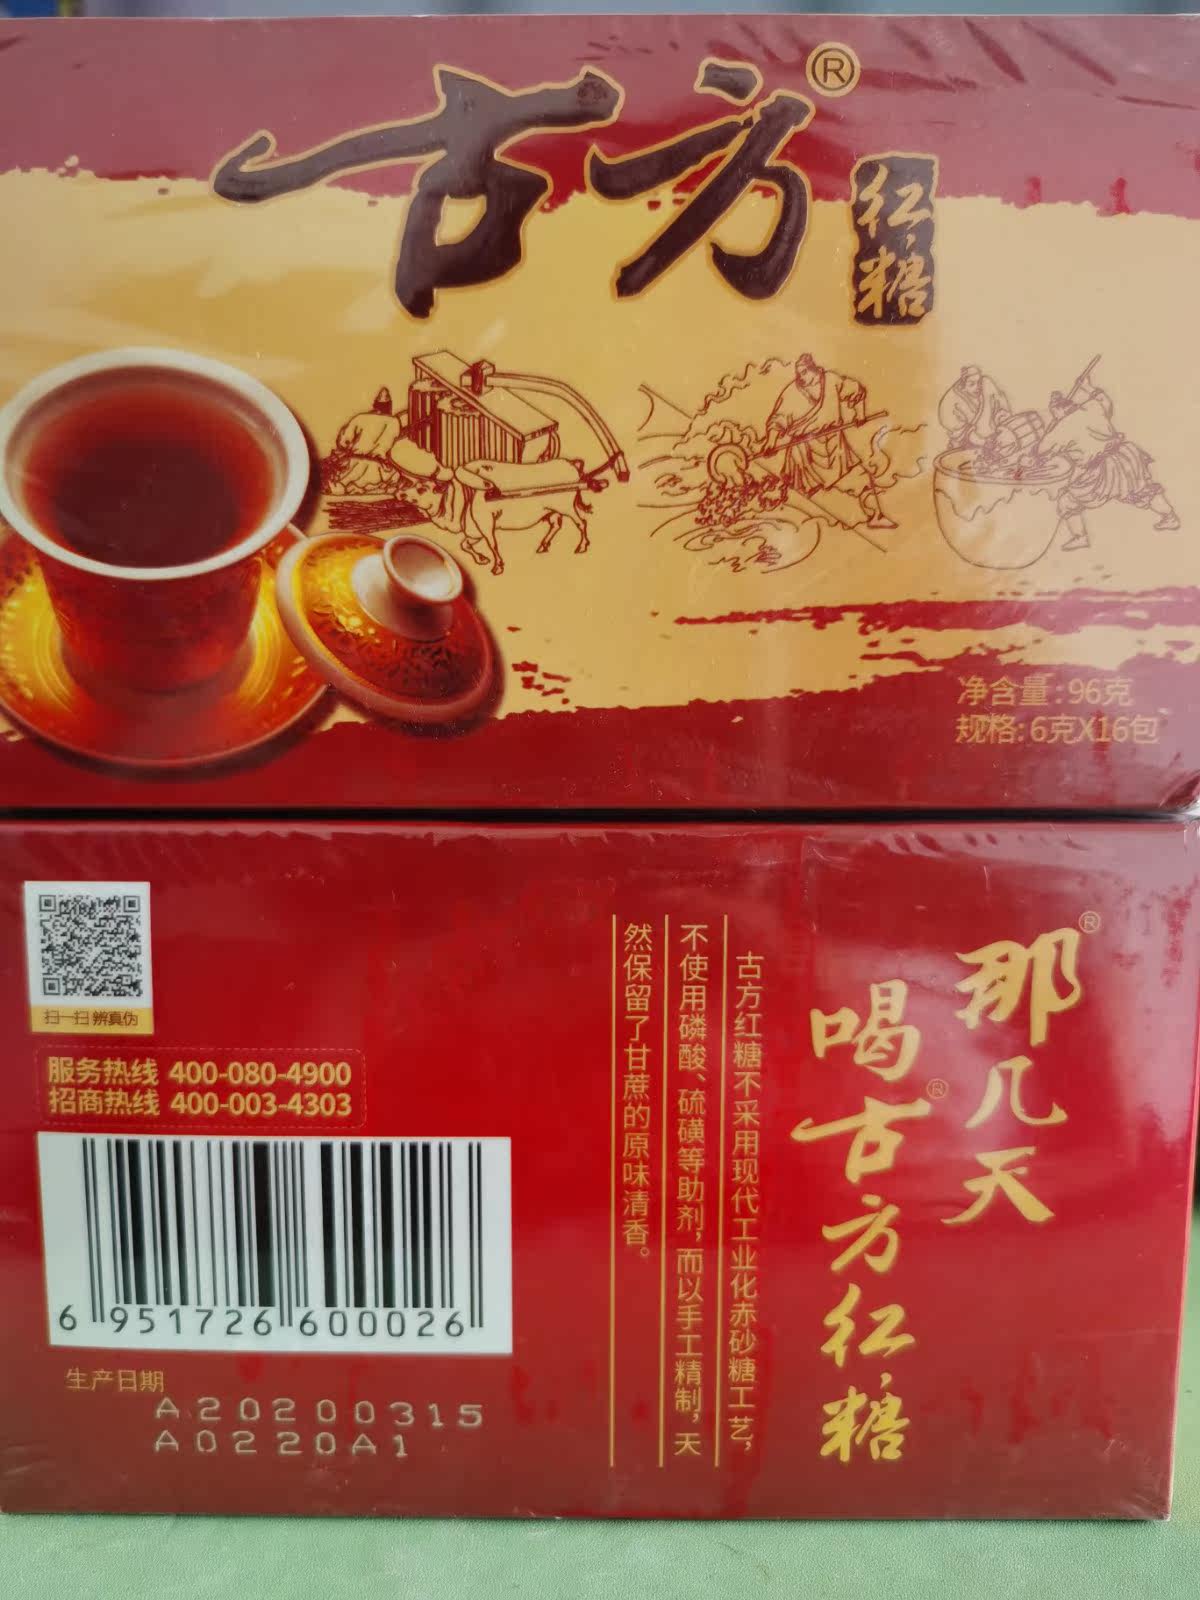 古方®
红糖
净含量:96克
规格:6克X16包
扫一扫 辨真伪
服务热线 400-080-4900
招商热线 400-003-4303
6 951726 600026
生产日期
A20200315
A0220A1
那几天®
喝古方®红糖
古方红糖不采用现代工业化赤砂糖工艺，
不使用磷酸、硫磺等助剂，而以手工精制，天
然保留了甘蔗的原味清香。